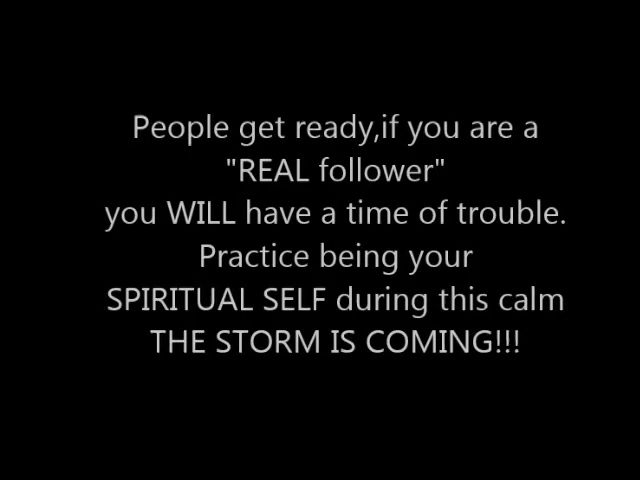 People get ready,if you are a
"REAL follower"
you WILL have a time of trouble.
Practice being your
SPIRITUAL SELF during this calm
THE STORM IS COMING!!!